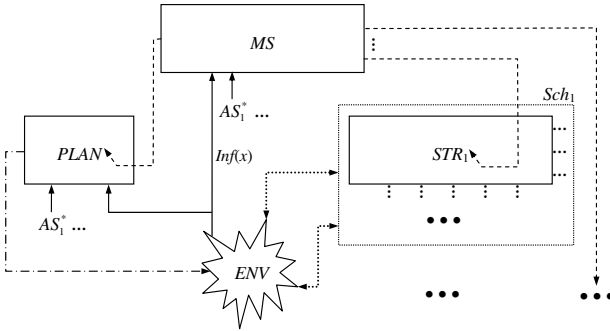 MS
Sch₁
AS₁* ...
PLAN
STR₁
Inf(x)
AS₁* ...
ENV